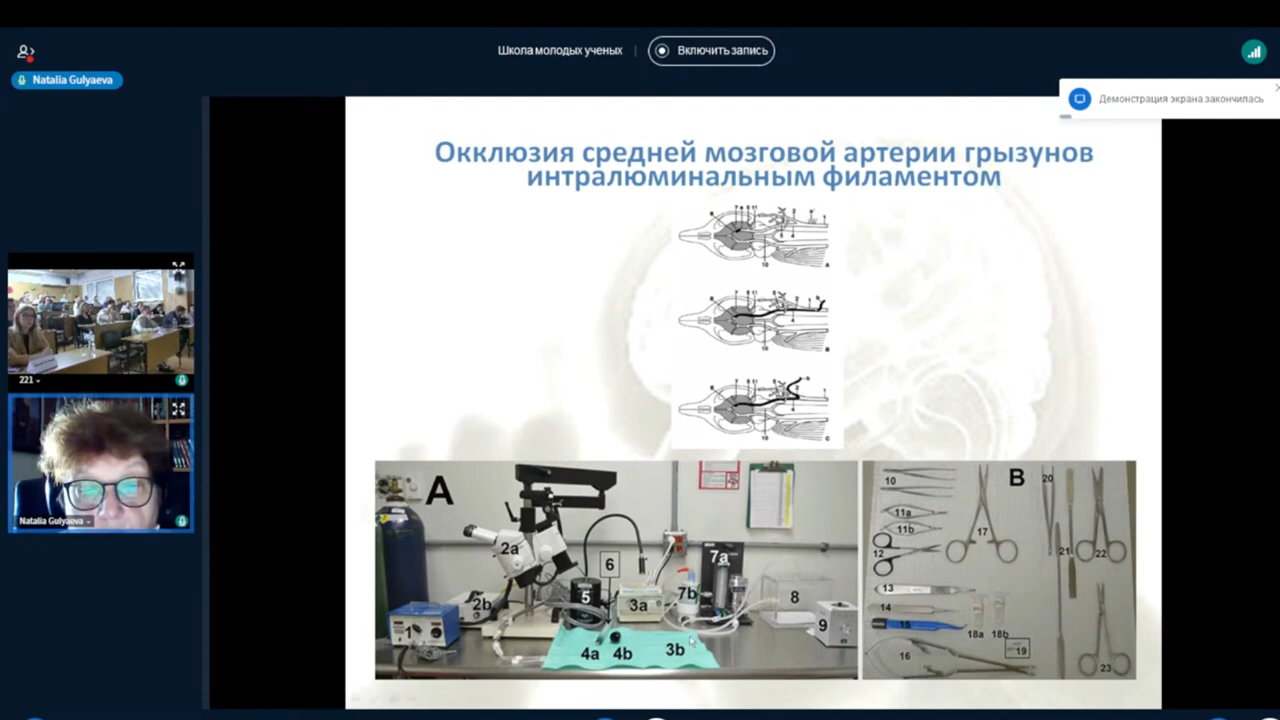 Школа молодых ученых
Включить запись
Natalia Gulyaeva
Демонстрация экрана закончилась
Окклюзия средней мозговой артерии грызунов
интралюминальным филаментом
A
B
C
221
Natalia Gulyaeva
A
1
2a
2b
3a
3b
4a
4b
5
6
7a
7b
8
9
B
10
11a
11b
12
13
14
15
16
17
18a
18b
19
20
21
22
23